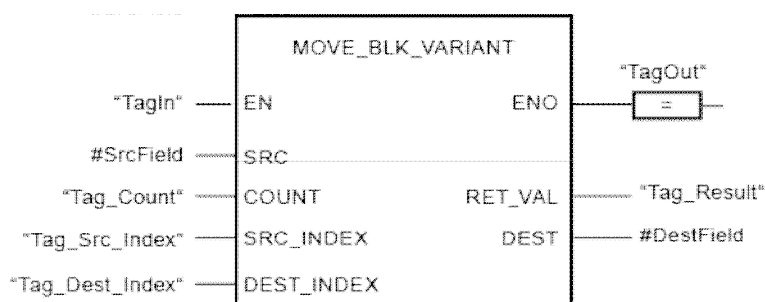 MOVE_BLK_VARIANT
"TagOut"
"TagIn" EN ENO =
#SrcField SRC
"Tag_Count" COUNT RET_VAL "Tag_Result"
"Tag_Src_Index" SRC_INDEX DEST #DestField
"Tag_Dest_Index" DEST_INDEX